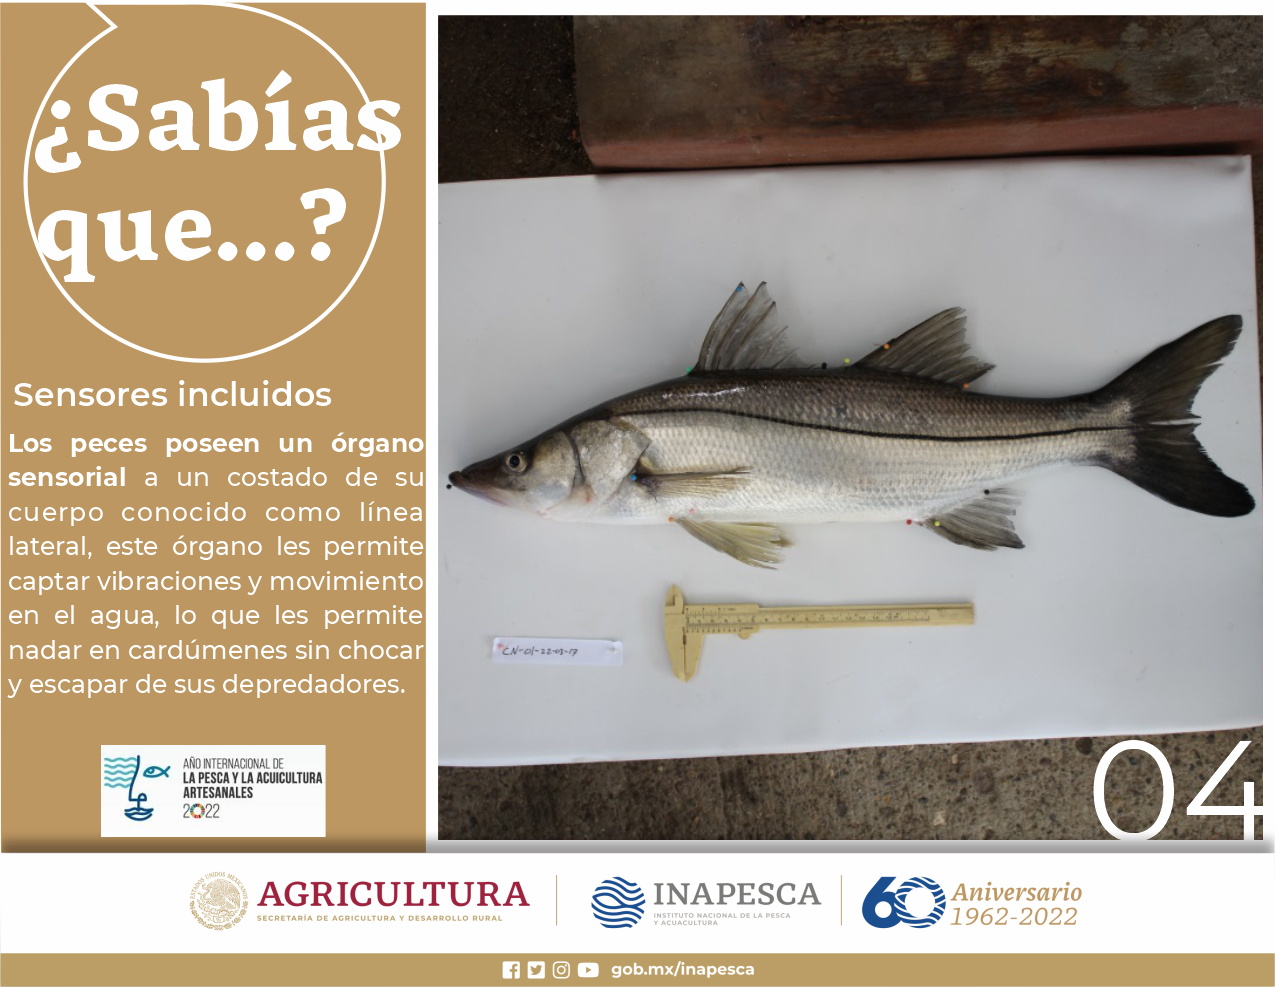 ¿Sabías
que...?
Sensores incluidos
Los peces poseen un órgano
sensorial a un costado de su
cuerpo conocido como línea
lateral, este órgano les permite
captar vibraciones y movimiento
en el agua, lo que les permite
nadar en cardúmenes sin chocar
y escapar de sus depredadores.
AÑO INTERNACIONAL DE
LA PESCA Y LA ACUICULTURA
ARTESANALES
2022
CN-01-22-03-17
04
ESTADOS UNIDOS MEXICANOS
AGRICULTURA
SECRETARÍA DE AGRICULTURA Y DESARROLLO RURAL
INAPESCA
INSTITUTO NACIONAL DE LA PESCA
Y ACUACULTURA
60 Aniversario
1962-2022
gob.mx/inapesca